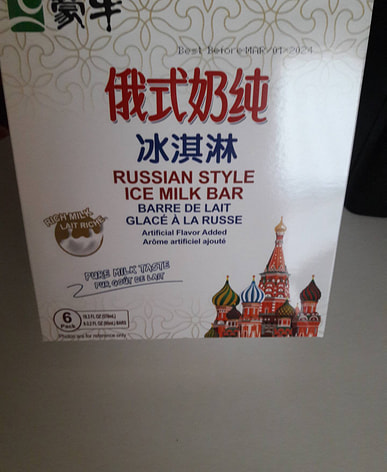 蒙牛
Best Before MAR/01 2024
俄式奶纯
冰淇淋
RUSSIAN STYLE
ICE MILK BAR
BARRE DE LAIT
GLACÉ À LA RUSSE
Artificial Flavor Added
Arôme artificiel ajouté
RICH MILK
LAIT RICHE
PURE MILK TASTE
PUR GOÛT DE LAIT
6
Pack
BARS
Photos are for reference only